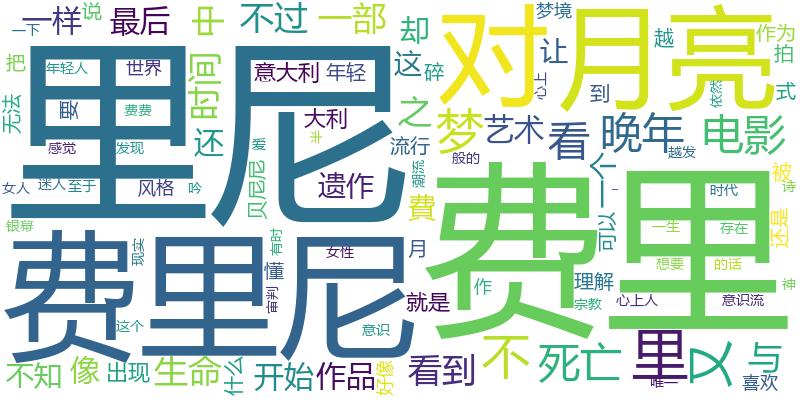 一样
说
最后
中
不过
一部
却
对月亮
梦境
作为
一下
把
年轻人
世界
时间
意大利
年轻
这
碎
心上
让
越
拍
到
依然
式
无法
要
费费
里尼
大利
之
梦
艺术
看
晚年
电影
感觉
发现
还
爱
半
流行
般的
越发
女人
迷人
至于
风格
吟
贝尼尼
遗作
潮流
費
一个
一
时代
被
诗
银幕
费里
可以
一生
存在
还是
费里尼
现实
有时
女性
月
懂
想要
的话
神
作
理解
宗教
心上人
意识流
审判
就是
这个
意识
不知
像
出现
生命
什么
开始
作品
好像
看到
不
死亡
里
又
与
唯一
喜欢